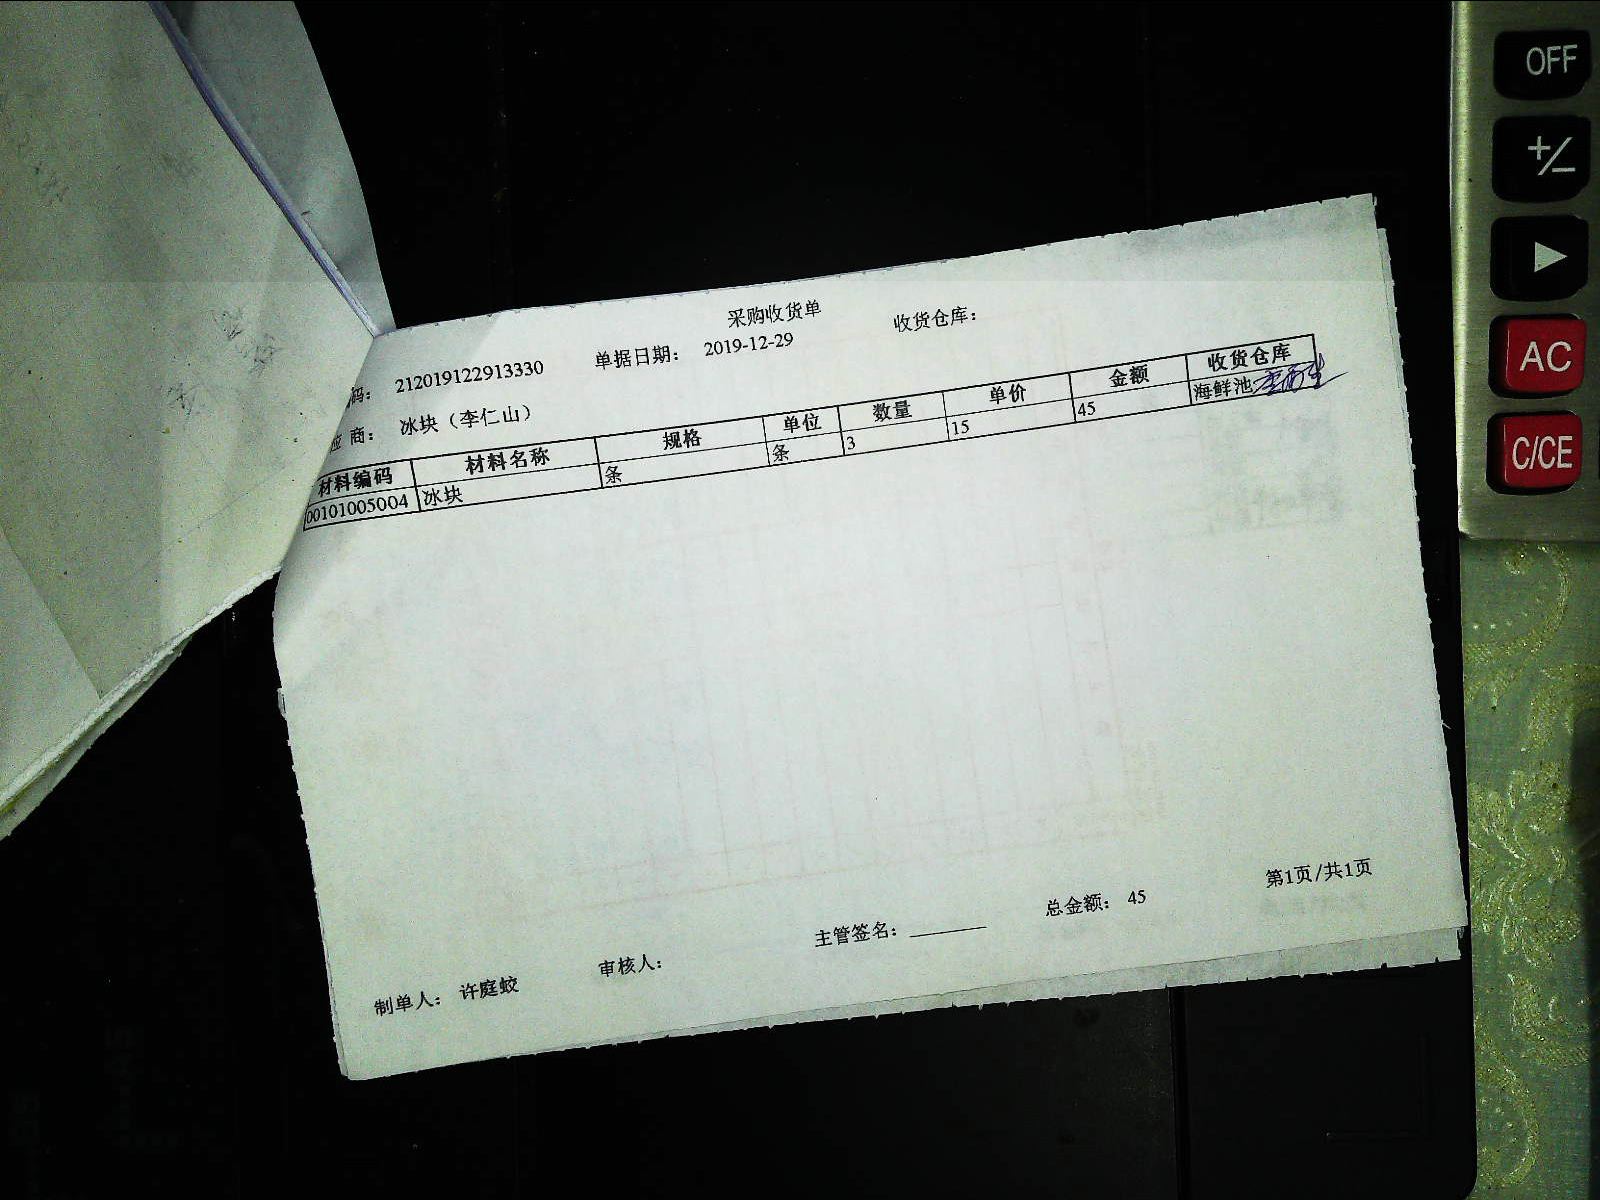 采购收货单
码: 212019122913330 单据日期: 2019-12-29 收货仓库:
应 商: 冰块（李仁山）
材料编码 材料名称 规格 单位 数量 单价 金额 收货仓库
00101005004 冰块 条 条 3 15 45 海鲜池
制单人: 许庭蛟 审核人: 主管签名: 总金额: 45 第1页/共1页
OFF
+/−
▶
AC
C/CE